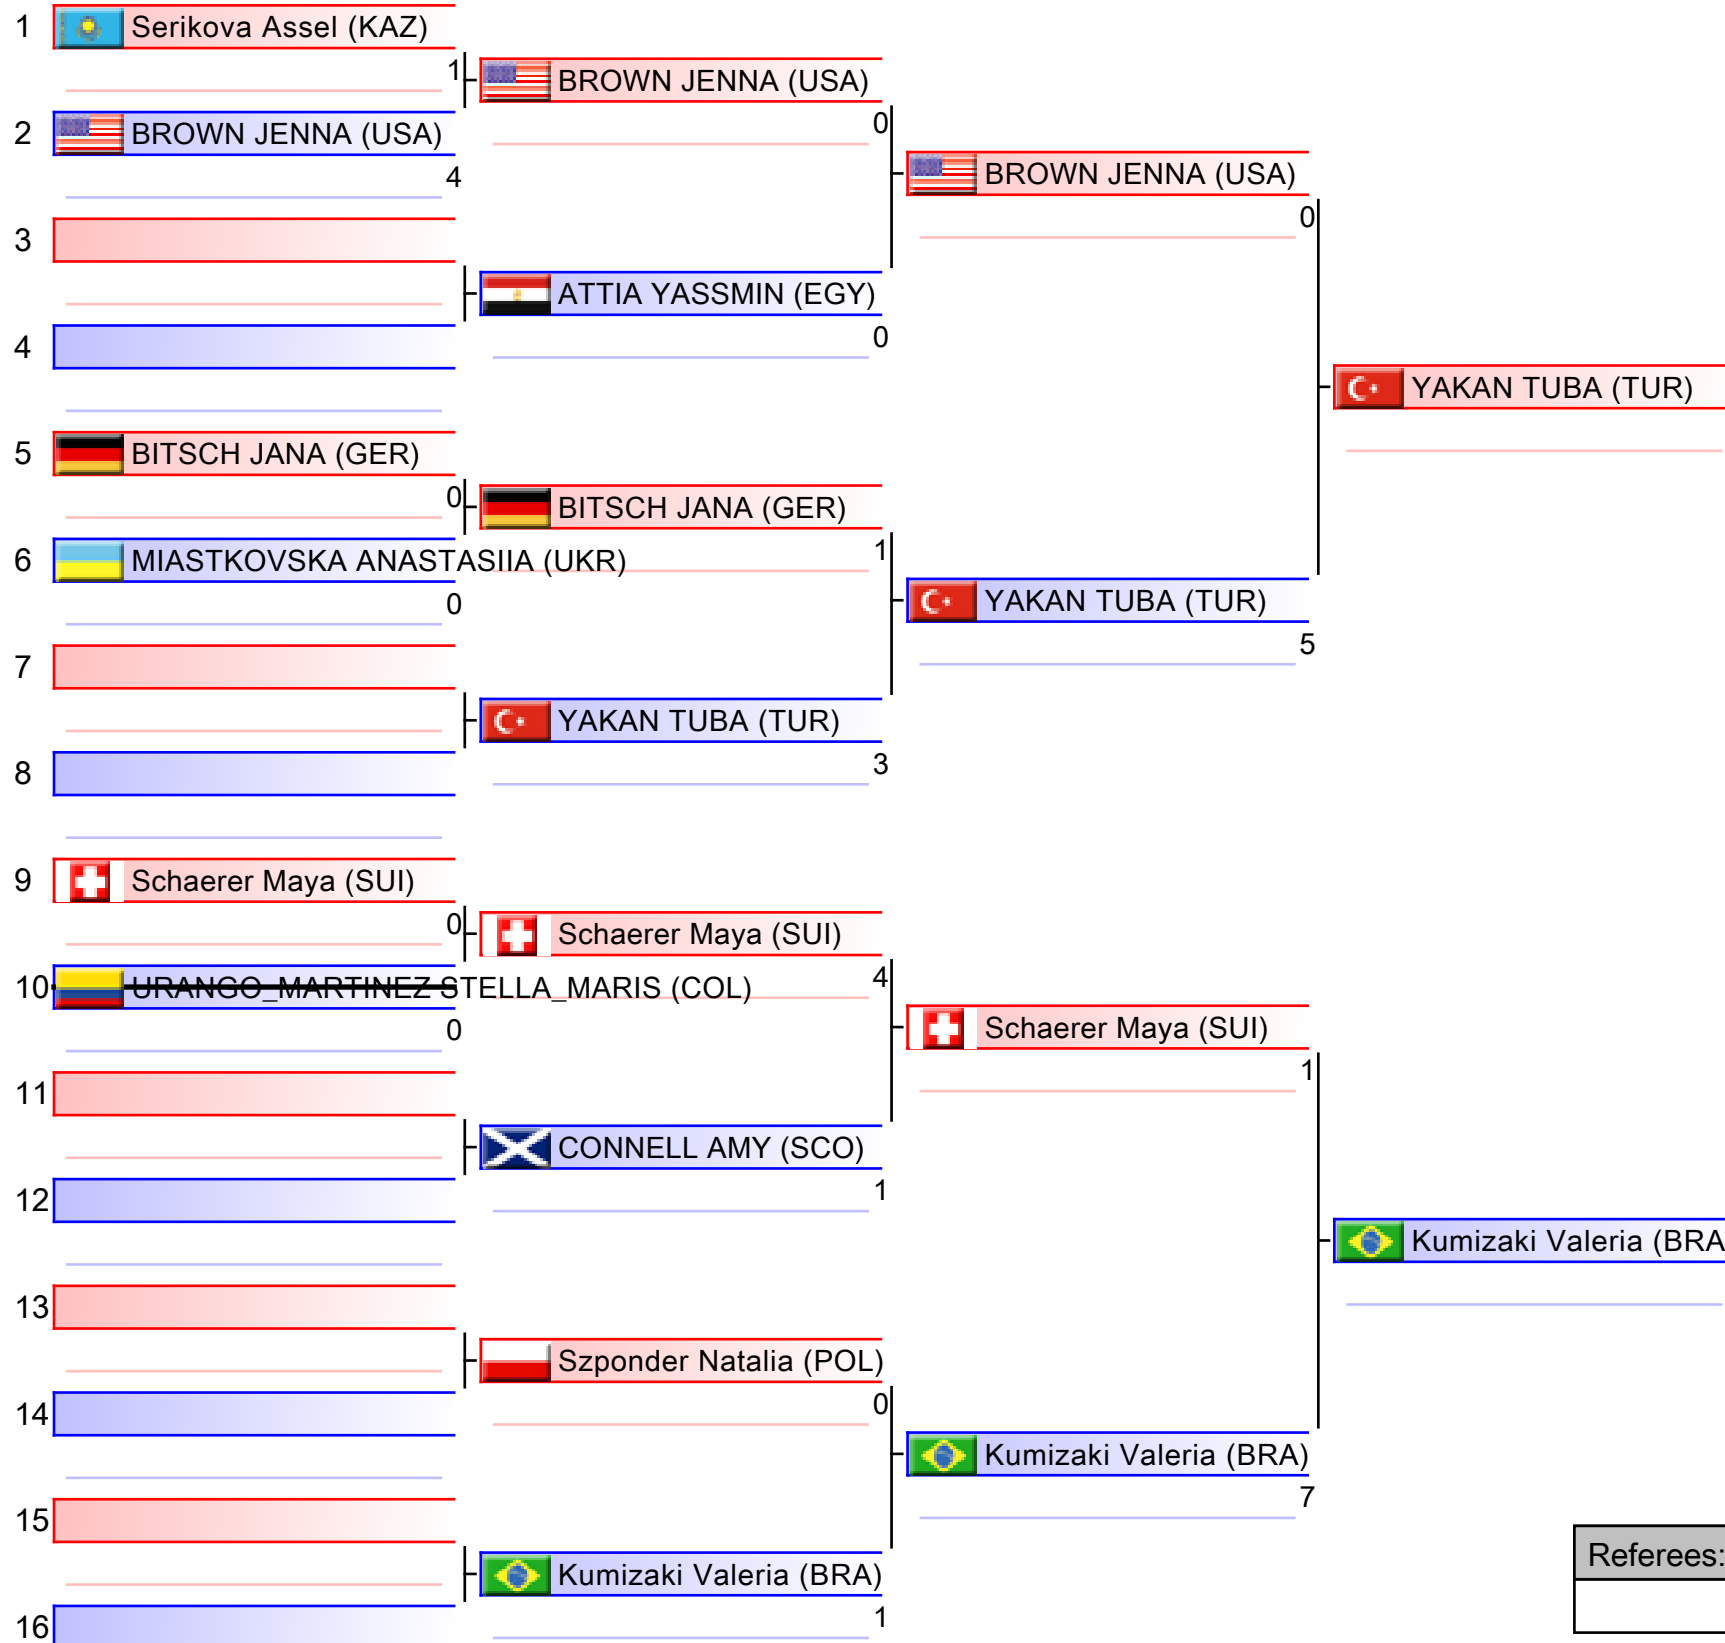 1 Serikova Assel (KAZ)
1 BROWN JENNA (USA)
2 BROWN JENNA (USA)
0
4
BROWN JENNA (USA)
3
0
ATTIA YASSMIN (EGY)
4
0
YAKAN TUBA (TUR)
5 BITSCH JANA (GER)
0 BITSCH JANA (GER)
6 MIASTKOVSKA ANASTASIIA (UKR)
1
0
YAKAN TUBA (TUR)
7
5
YAKAN TUBA (TUR)
8
3
9 Schaerer Maya (SUI)
0 Schaerer Maya (SUI)
10 URANGO_MARTINEZ STELLA_MARIS (COL)
4
0
Schaerer Maya (SUI)
11
1
CONNELL AMY (SCO)
12
1
Kumizaki Valeria (BRA
13
Szponder Natalia (POL)
14
0
Kumizaki Valeria (BRA)
7
15
Referees:
Kumizaki Valeria (BRA)
16
1